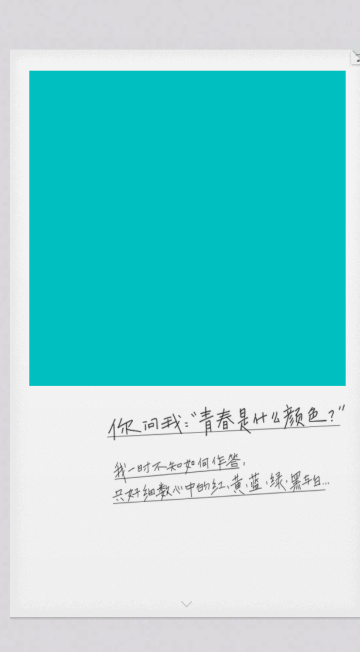 你问我：“青春是什么颜色？”
我一时不知如何作答，
只好细数心中的红、黄、蓝、绿、黑与白…